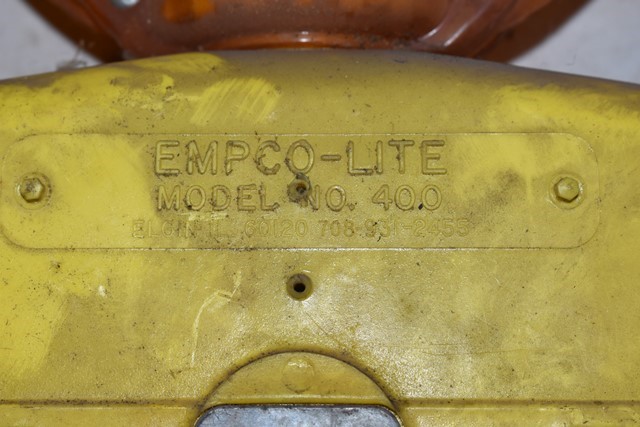 EMPCO-LITE
MODEL NO. 400
ELGIN IL. 60120 708-931-2455